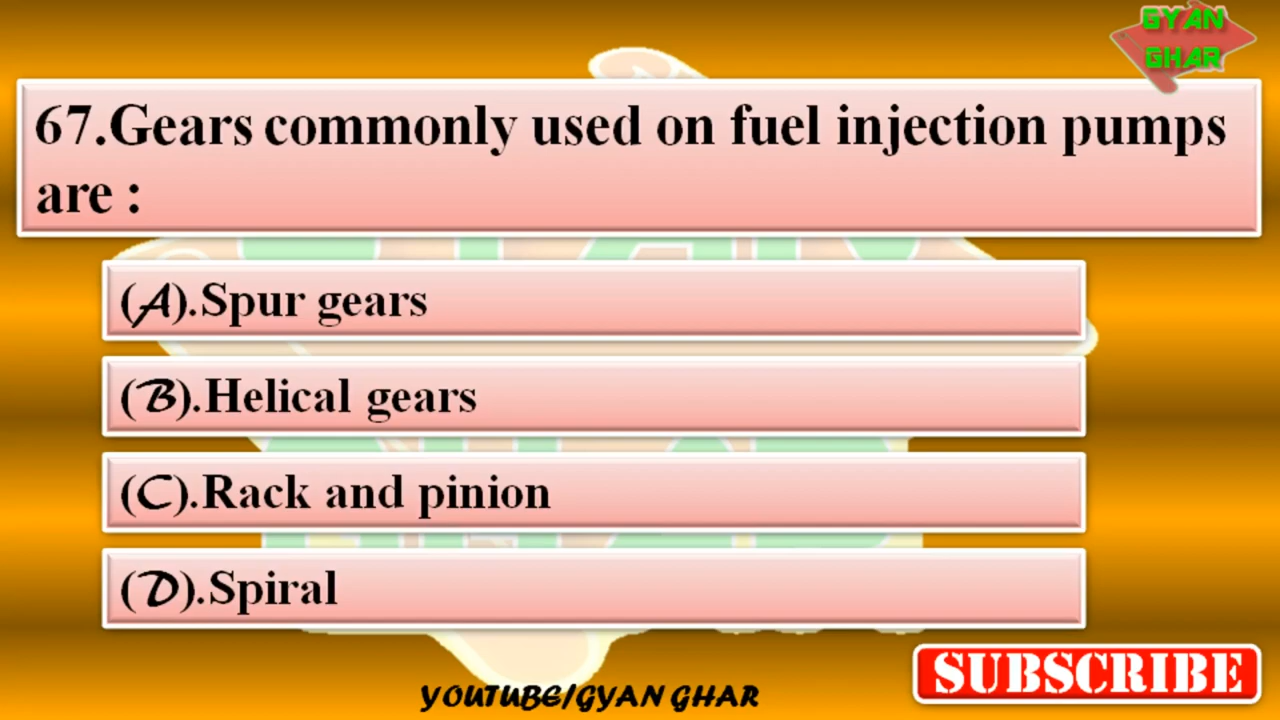 GYAN
GHAR
67.Gears commonly used on fuel injection pumps
are :
(A).Spur gears
(B).Helical gears
(C).Rack and pinion
(D).Spiral
SUBSCRIBE
YOUTUBE/GYAN GHAR